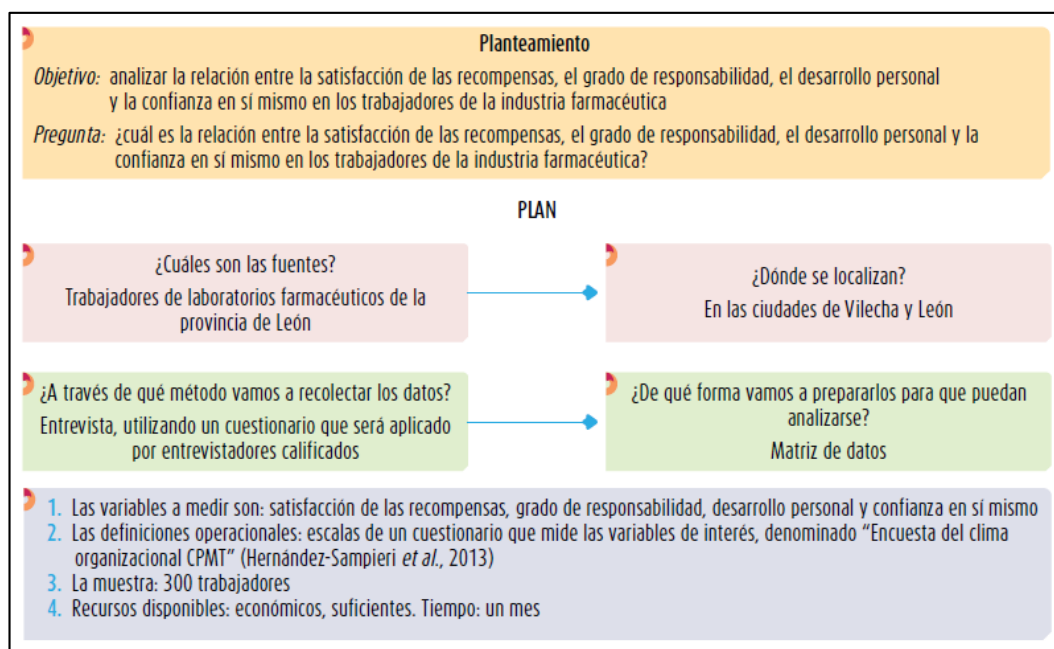 Planteamiento
Objetivo: analizar la relación entre la satisfacción de las recompensas, el grado de responsabilidad, el desarrollo personal
y la confianza en sí mismo en los trabajadores de la industria farmacéutica
Pregunta: ¿cuál es la relación entre la satisfacción de las recompensas, el grado de responsabilidad, el desarrollo personal y la
confianza en sí mismo en los trabajadores de la industria farmacéutica?
PLAN
¿Cuáles son las fuentes?
Trabajadores de laboratorios farmacéuticos de la
provincia de León
¿Dónde se localizan?
En las ciudades de Vilecha y León
¿A través de qué método vamos a recolectar los datos?
Entrevista, utilizando un cuestionario que será aplicado
por entrevistadores calificados
¿De qué forma vamos a prepararlos para que puedan
analizarse?
Matriz de datos
1. Las variables a medir son: satisfacción de las recompensas, grado de responsabilidad, desarrollo personal y confianza en sí mismo
2. Las definiciones operacionales: escalas de un cuestionario que mide las variables de interés, denominado “Encuesta del clima
organizacional CPMT” (Hernández-Sampieri et al., 2013)
3. La muestra: 300 trabajadores
4. Recursos disponibles: económicos, suficientes. Tiempo: un mes